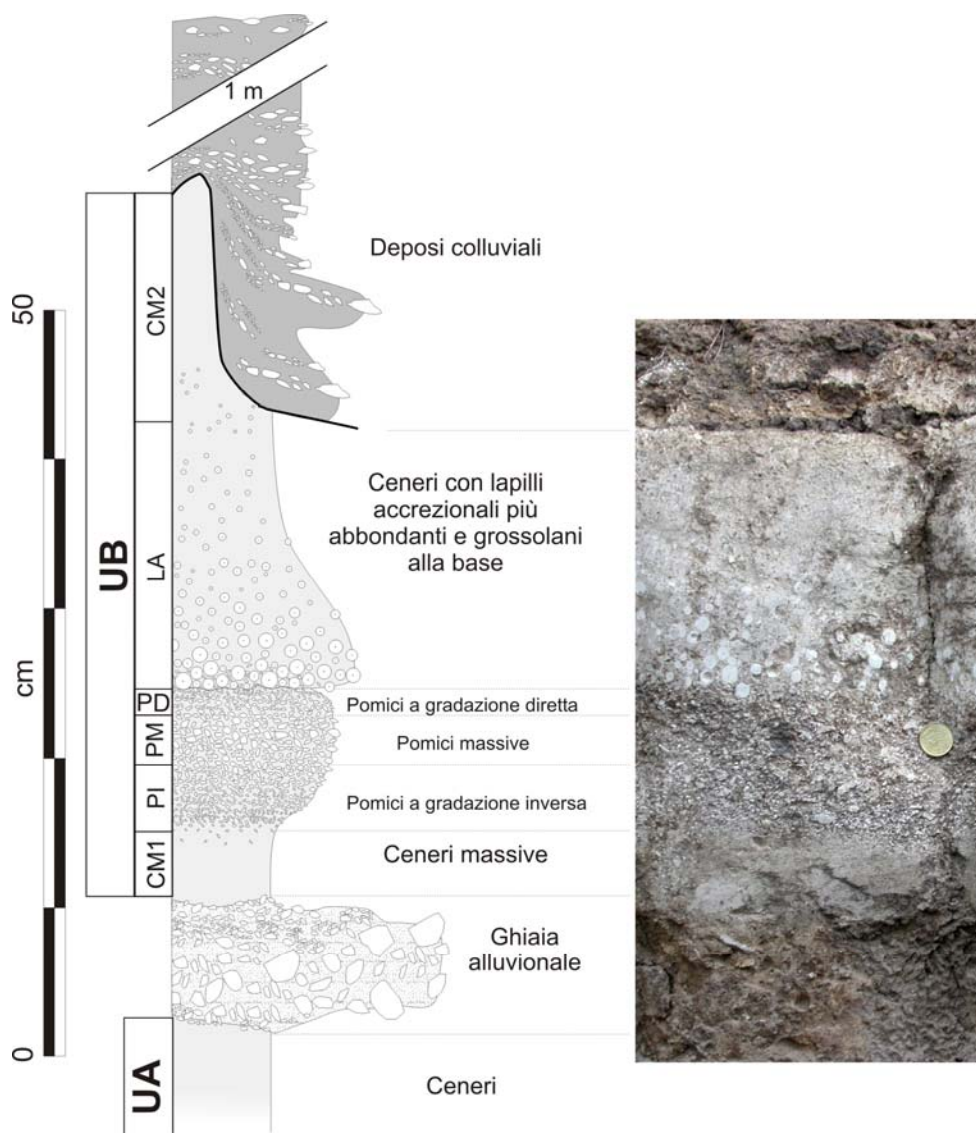 1 m
Deposi colluviali
50
cm
0
UB
CM2
LA
PD
PM
PI
CM1
UA
Ceneri con lapilli
accrezionali più
abbondanti e grossolani
alla base
Pomici a gradazione diretta
Pomici massive
Pomici a gradazione inversa
Ceneri massive
Ghiaia
alluvionale
Ceneri